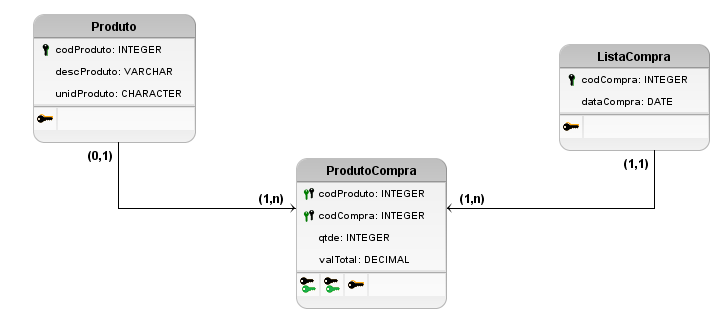 Produto
codProduto: INTEGER
descProduto: VARCHAR
unidProduto: CHARACTER
(0,1)
(1,n)
ListaCompra
codCompra: INTEGER
dataCompra: DATE
(1,1)
(1,n)
ProdutoCompra
codProduto: INTEGER
codCompra: INTEGER
qtde: INTEGER
valTotal: DECIMAL